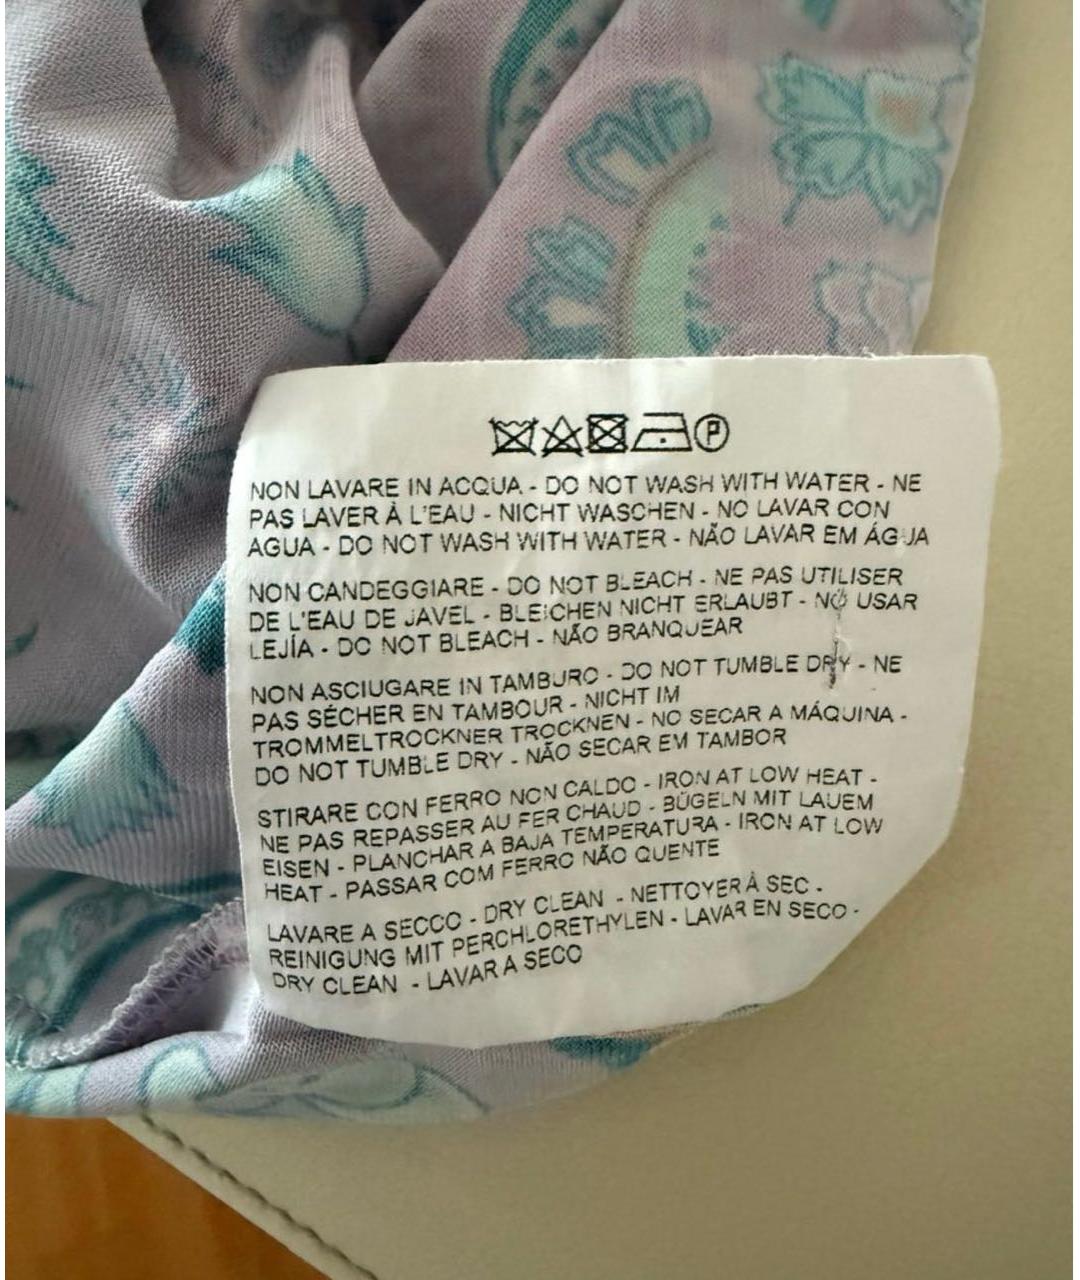 P
NON LAVARE IN ACQUA - DO NOT WASH WITH WATER - NE
PAS LAVER À L'EAU - NICHT WASCHEN - NO LAVAR CON
AGUA - DO NOT WASH WITH WATER - NÃO LAVAR EM ÁGUA
NON CANDEGGIARE - DO NOT BLEACH - NE PAS UTILISER
DE L'EAU DE JAVEL - BLEICHEN NICHT ERLAUBT - NO USAR
LEJÍA - DO NOT BLEACH - NÃO BRANQUEAR
NON ASCIUGARE IN TAMBURO - DO NOT TUMBLE DRY - NE
PAS SÉCHER EN TAMBOUR - NICHT IM
TROMMELTROCKNER TROCKNEN - NO SECAR A MÁQUINA -
DO NOT TUMBLE DRY - NÃO SECAR EM TAMBOR
STIRARE CON FERRO NON CALDO - IRON AT LOW HEAT -
NE PAS REPASSER AU FER CHAUD - BÜGELN MIT LAUEM
EISEN - PLANCHAR A BAJA TEMPERATURA - IRON AT LOW
HEAT - PASSAR COM FERRO NÃO QUENTE
LAVARE A SECCO - DRY CLEAN - NETTOYER À SEC -
REINIGUNG MIT PERCHLORETHYLEN - LAVAR EN SECO -
DRY CLEAN - LAVAR A SECO